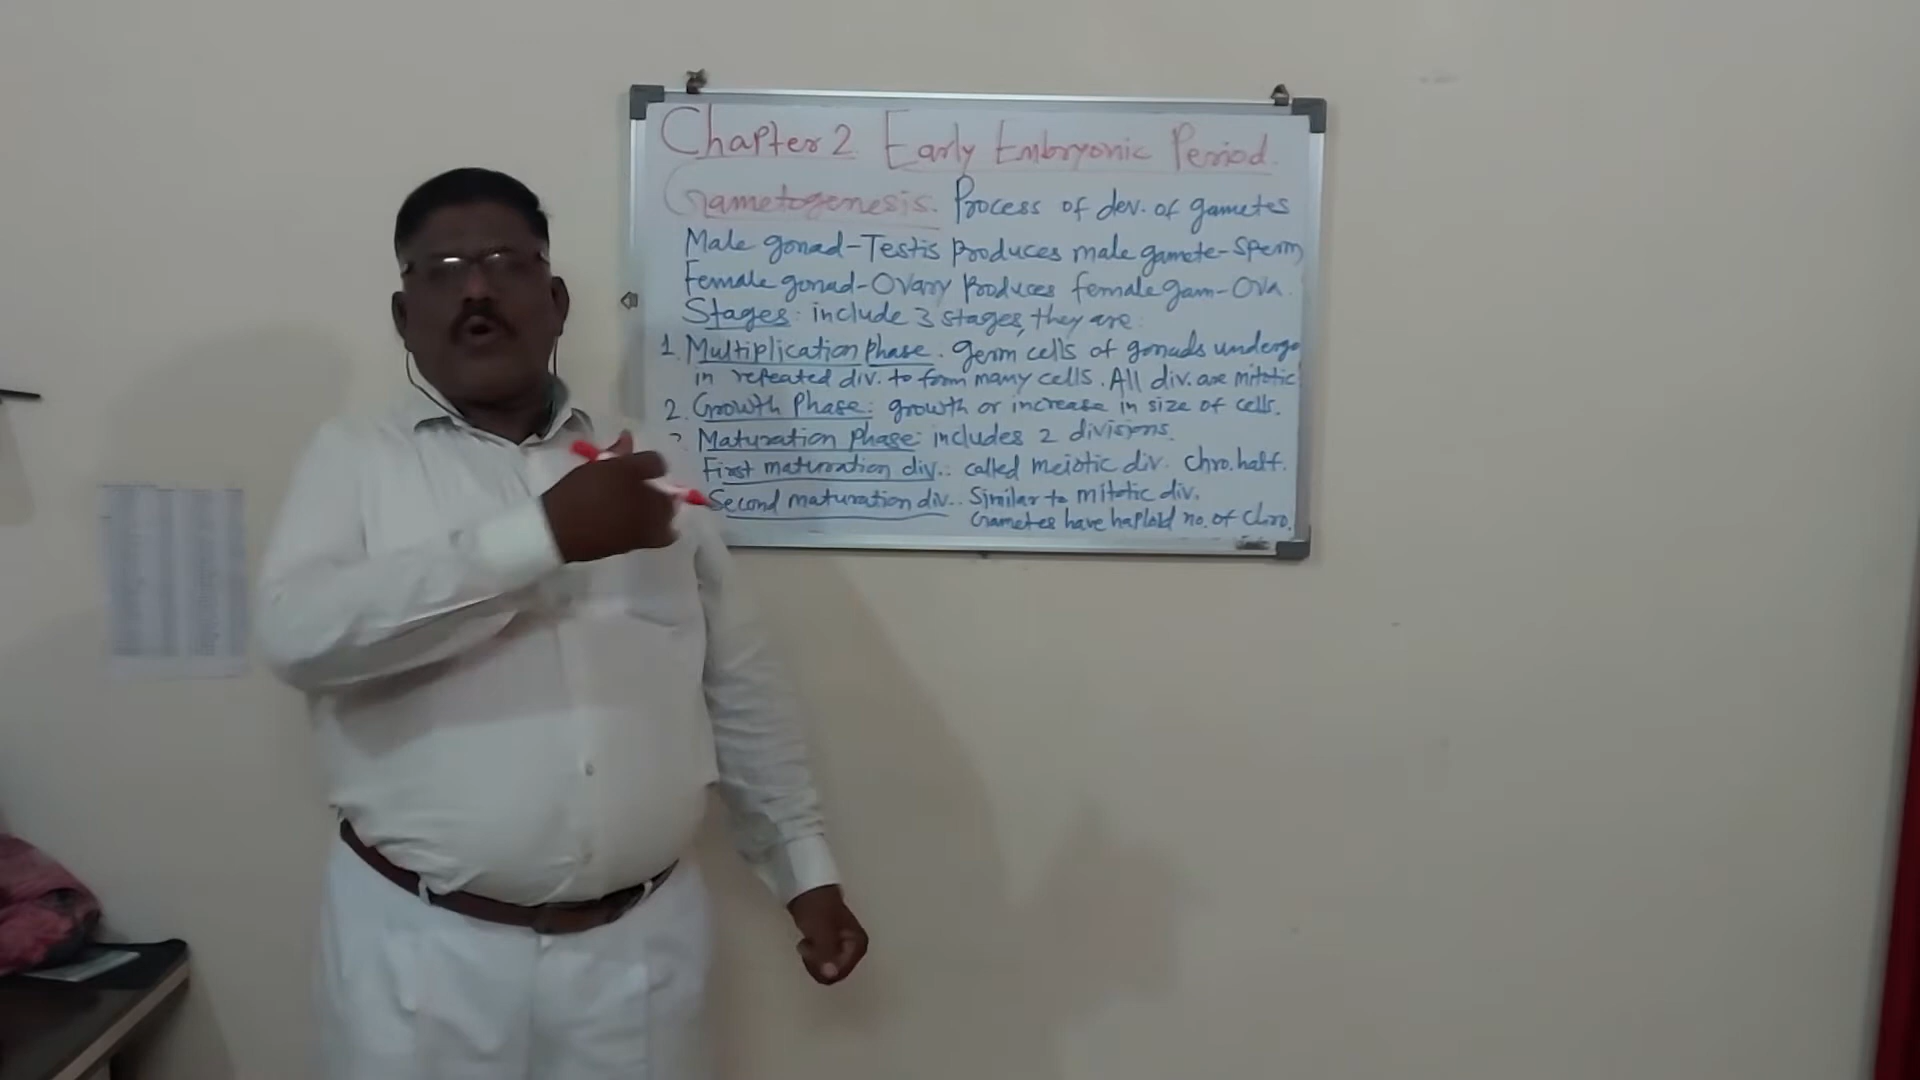 Chapter 2 Early Embryonic Period.
Gametogenesis. Process of dev. of gametes
Male gonad-Testis produces male gamete-Sperm
Female gonad-Ovary produces female gam-Ova.
Stages: include 3 stages, they are:
1. Multiplication phase. Germ cells of gonads undergo
in repeated div. to form many cells. All div. are mitotic
2. Growth Phase: growth or increase in size of cells.
Maturation phase: includes 2 divisions.
First maturation div.: called meiotic div. Chro. half.
Second maturation div.. Similar to mitotic div.
Gametes have haploid no. of Chro.